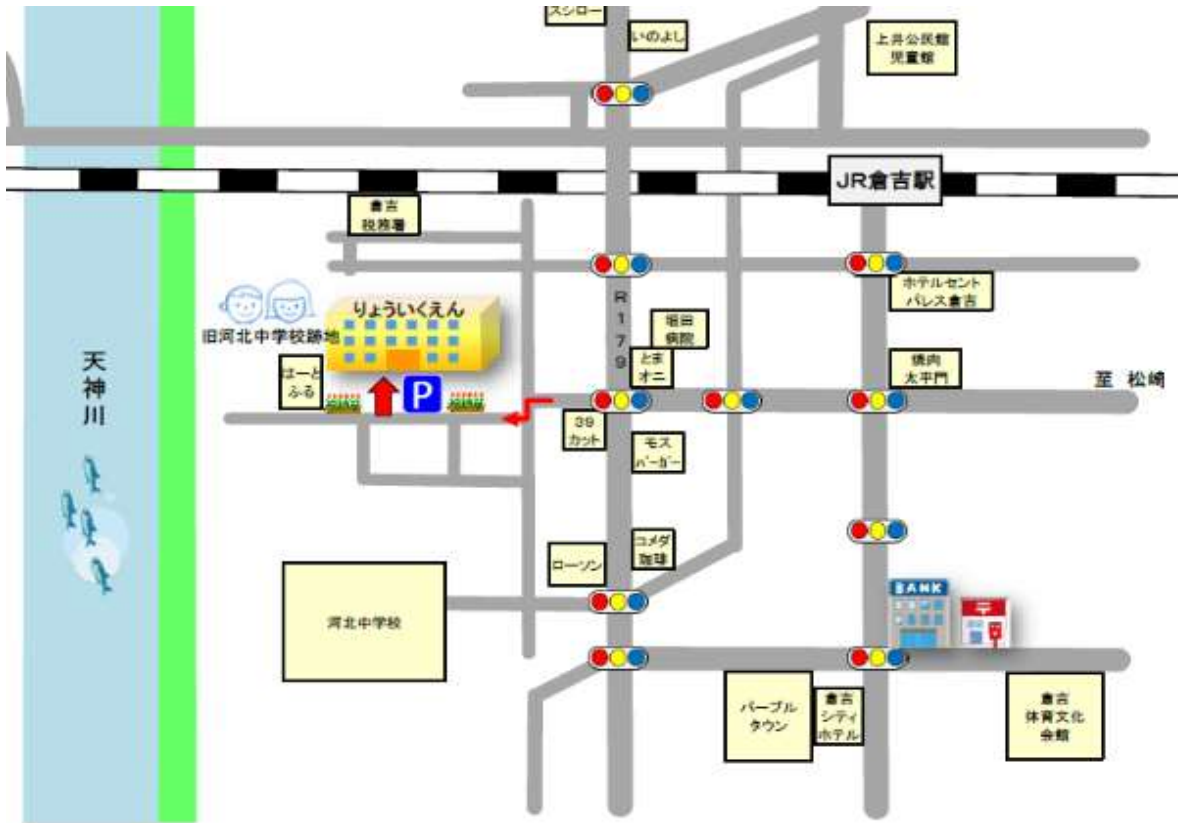 スシロー
いのよし
上井公民館
児童館
JR倉吉駅
倉吉
税務署
ホテルセント
パレス倉吉
りょういくえん
旧河北中学校跡地
R179
堀田
病院
とま
オニ
焼肉
太平門
至 松崎
はーと
ふる
P
天神川
39
カット
モス
バーガー
コメダ
珈琲
ローソン
BANK
〒
河北中学校
パープル
タウン
倉吉
シティ
ホテル
倉吉
体育文化
会館